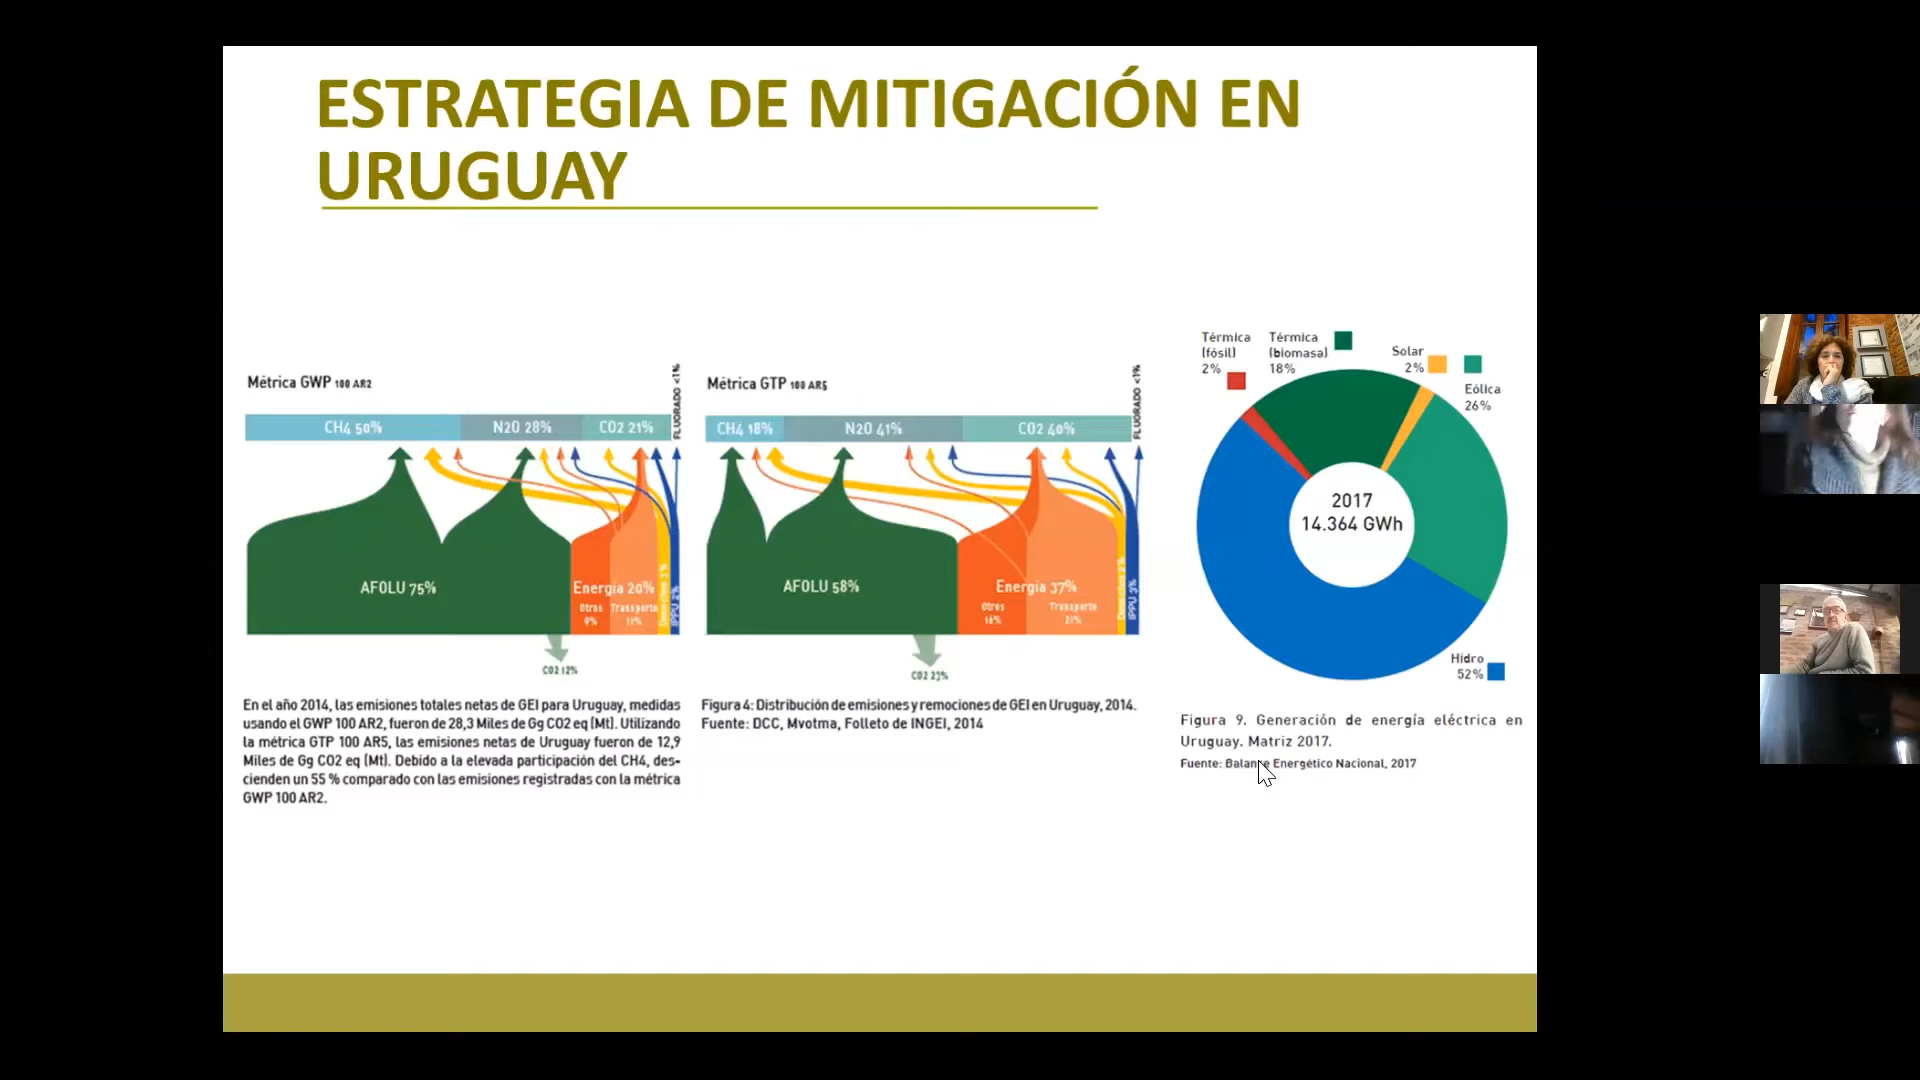 ESTRATEGIA DE MITIGACIÓN EN
URUGUAY
Métrica GWP 100 AR2
FLUORADO <1%
CH4 50%
N2O 28%
CO2 21%
AFOLU 75%
Energía 20%
Otros
9%
Transporte
11%
IPPU 2%
CO2 12%
En el año 2014, las emisiones totales netas de GEI para Uruguay, medidas
usando el GWP 100 AR2, fueron de 28,3 Miles de Gg CO2 eq (Mt). Utilizando
la métrica GTP 100 AR5, las emisiones netas de Uruguay fueron de 12,9
Miles de Gg CO2 eq (Mt). Debido a la elevada participación del CH4, des-
cienden un 55 % comparado con las emisiones registradas con la métrica
GWP 100 AR2.
Métrica GTP 100 AR5
FLUORADO <1%
CH4 18%
N2O 41%
CO2 40%
AFOLU 58%
Energía 37%
Otros
16%
Transporte
21%
IPPU 3%
CO2 23%
Figura 4: Distribución de emisiones y remociones de GEI en Uruguay, 2014.
Fuente: DCC, Mvotma, Folleto de INGEI, 2014
Térmica
(fósil)
2%
Térmica
(biomasa)
18%
Solar
2%
Eólica
26%
2017
14.364 GWh
Hidro
52%
Figura 9. Generación de energía eléctrica en
Uruguay. Matriz 2017.
Fuente: Balance Energético Nacional, 2017